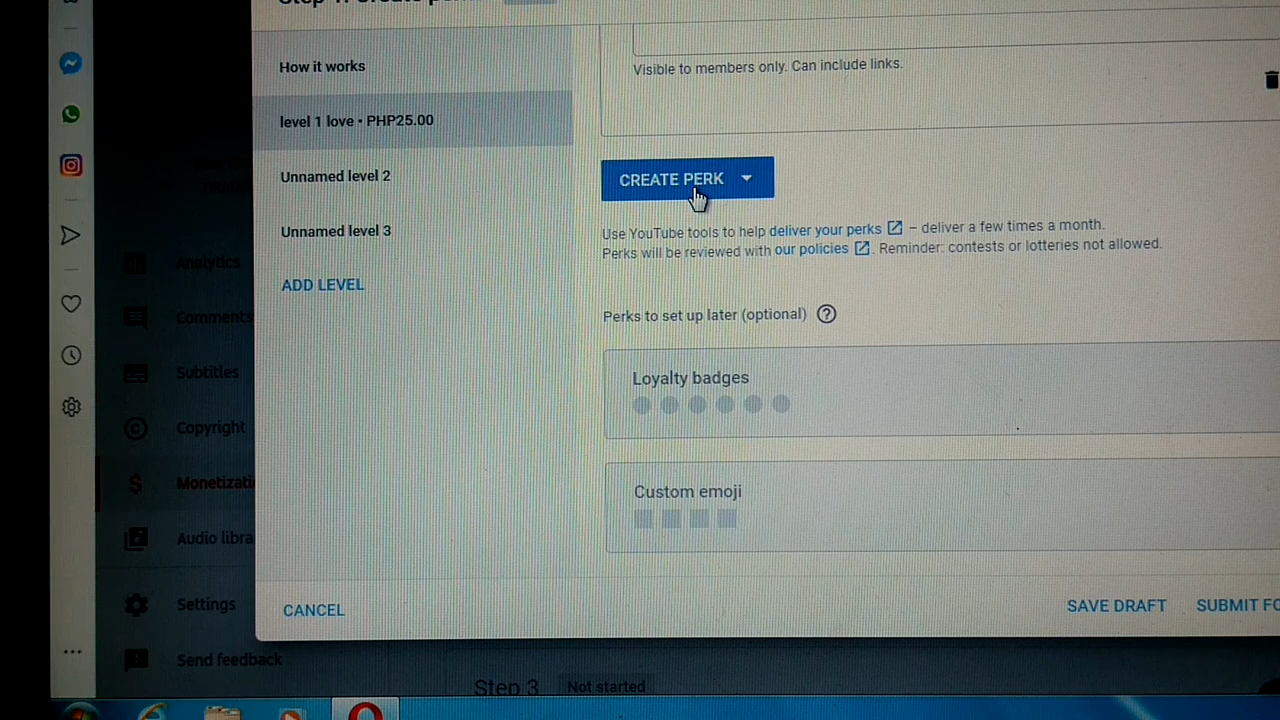 How it works
level 1 love • PHP25.00
Unnamed level 2
Unnamed level 3
ADD LEVEL
Visible to members only. Can include links.
CREATE PERK
Use YouTube tools to help deliver your perks – deliver a few times a month.
Perks will be reviewed with our policies. Reminder: contests or lotteries not allowed.
Perks to set up later (optional)
Loyalty badges
Custom emoji
CANCEL
SAVE DRAFT
SUBMIT FO
Analytics
Comments
Subtitles
Copyright
Monetizati
Audio libra
Settings
Send feedback
Step 3
Not started